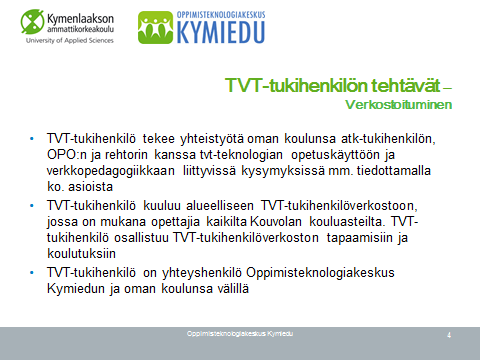 Kymenlaakson
ammattikorkeakoulu
University of Applied Sciences
OPPIMISTEKNOLOGIAKESKUS
KYMIEDU
TVT-tukihenkilön tehtävät –
Verkostoituminen
• TVT-tukihenkilö tekee yhteistyötä oman koulunsa atk-tukihenkilön,
OPO:n ja rehtorin kanssa tvt-teknologian opetuskäyttöön ja
verkkopedagogiikkaan liittyvissä kysymyksissä mm. tiedottamalla
ko. asioista
• TVT-tukihenkilö kuuluu alueelliseen TVT-tukihenkilöverkostoon,
jossa on mukana opettajia kaikilta Kouvolan kouluasteilta. TVT-
tukihenkilö osallistuu TVT-tukihenkilöverkoston tapaamisiin ja
koulutuksiin
• TVT-tukihenkilö on yhteyshenkilö Oppimisteknologiakeskus
Kymiedun ja oman koulunsa välillä
Oppimisteknologiakeskus Kymiedu
4